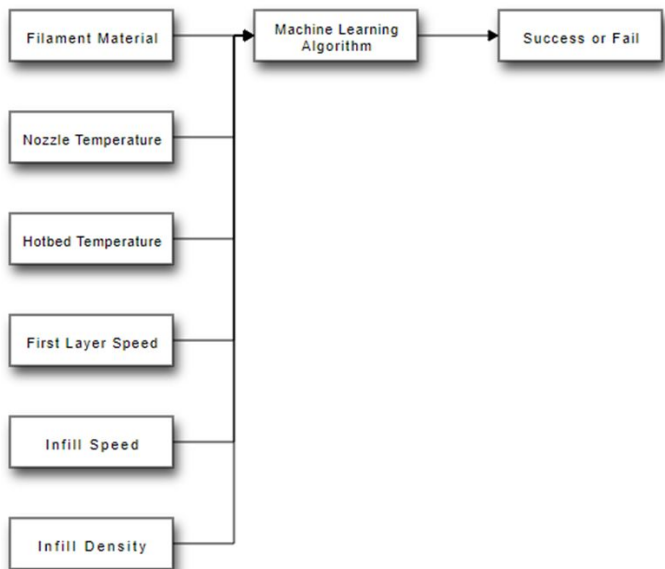 Filament Material
Machine Learning
Algorithm
Success or Fail
Nozzle Temperature
Hotbed Temperature
First Layer Speed
Infill Speed
Infill Density